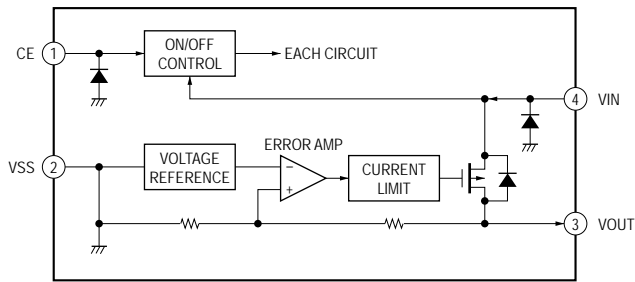 CE 1
ON/OFF
CONTROL
EACH CIRCUIT
4 VIN
ERROR AMP
VSS 2
VOLTAGE
REFERENCE
−
+
CURRENT
LIMIT
3 VOUT